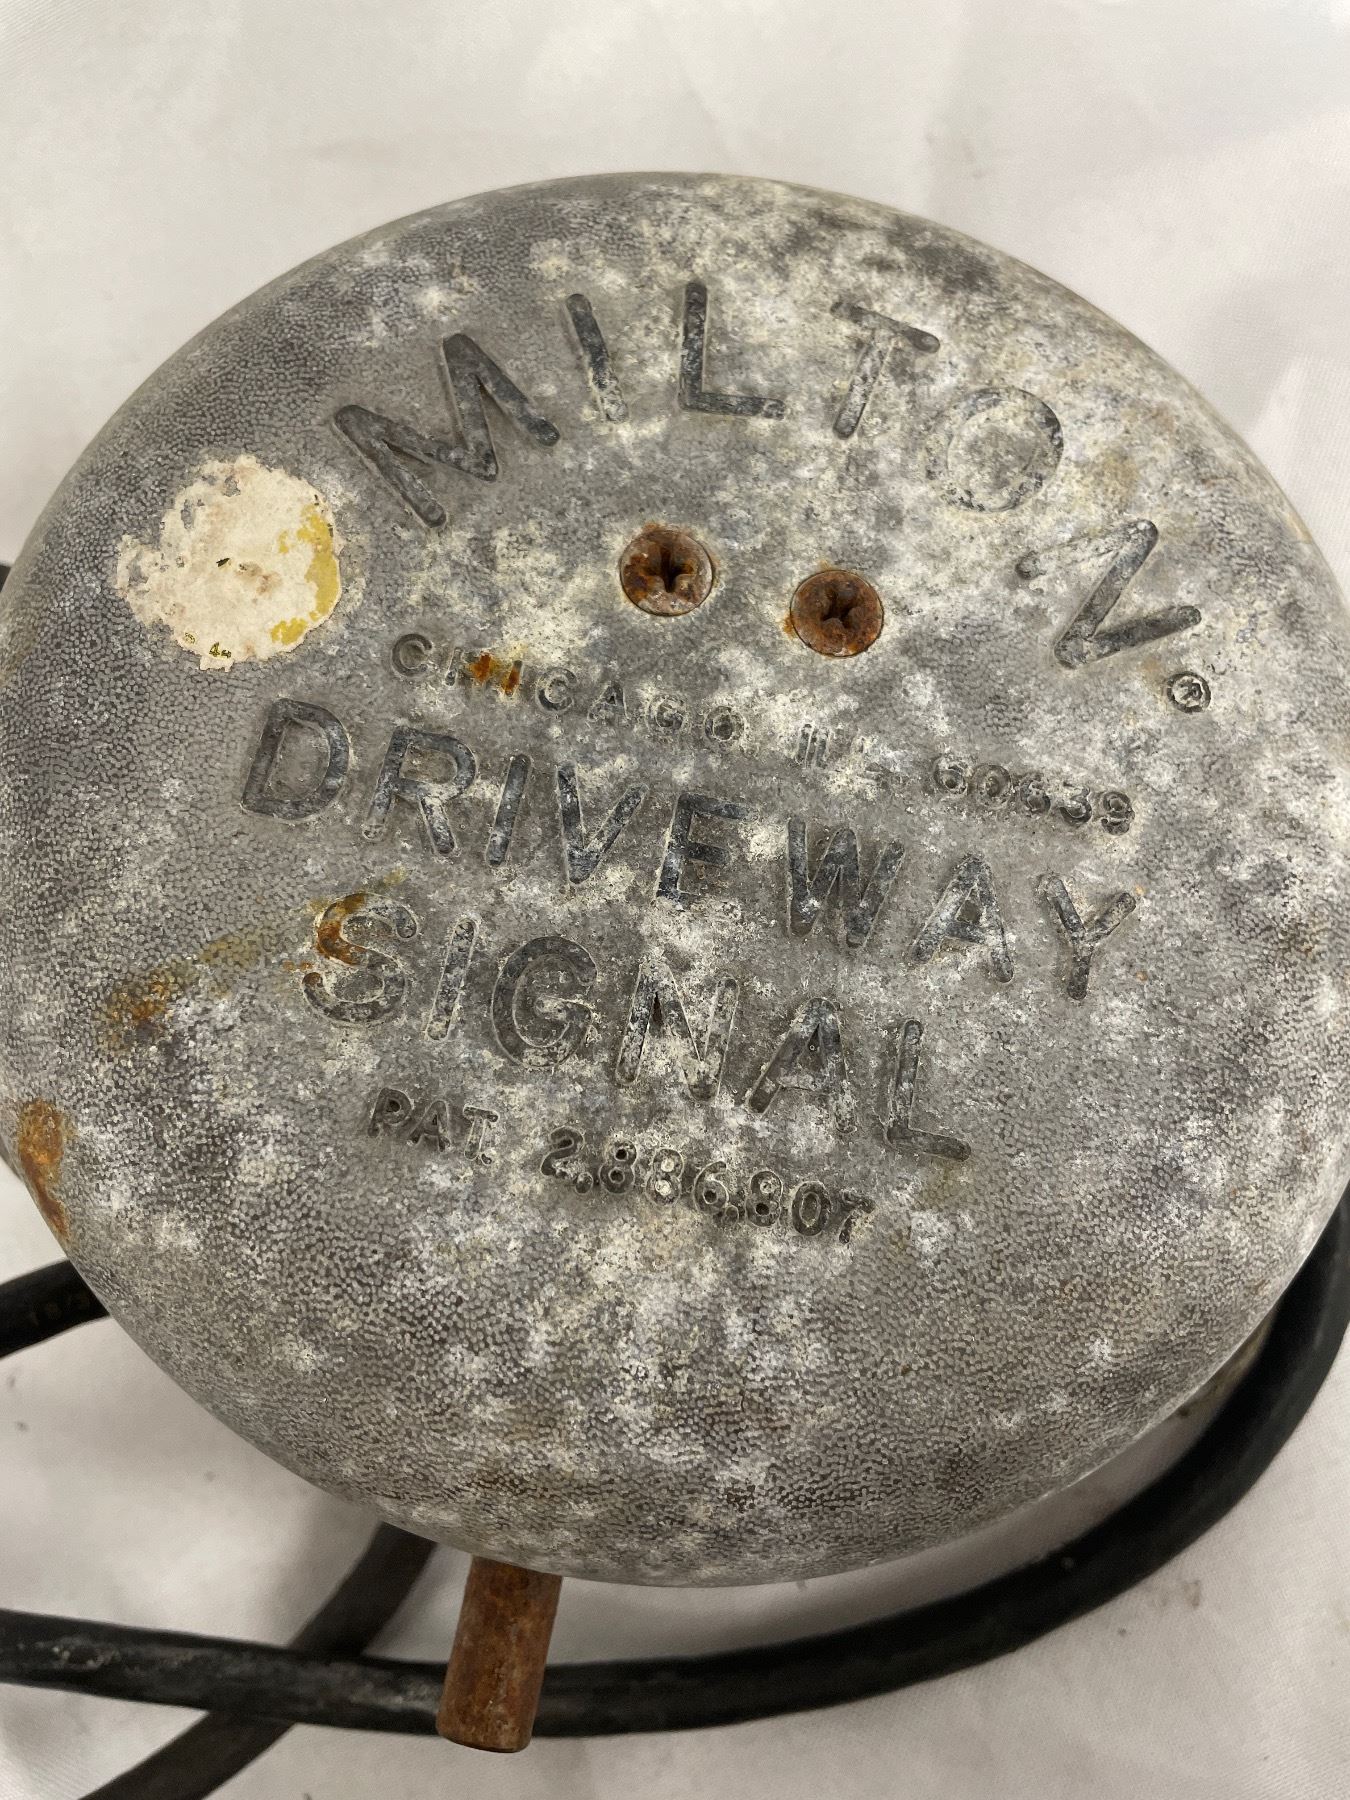 MILTON®
CHICAGO, ILL. 60639
DRIVEWAY
SIGNAL
PAT. 2,886,807